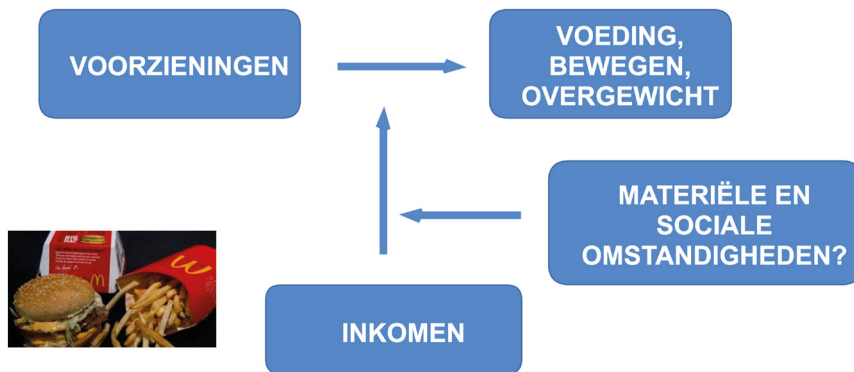 VOORZIENINGEN
VOEDING,
BEWEGEN,
OVERGEWICHT
MATERIËLE EN
SOCIALE
OMSTANDIGHEDEN?
INKOMEN